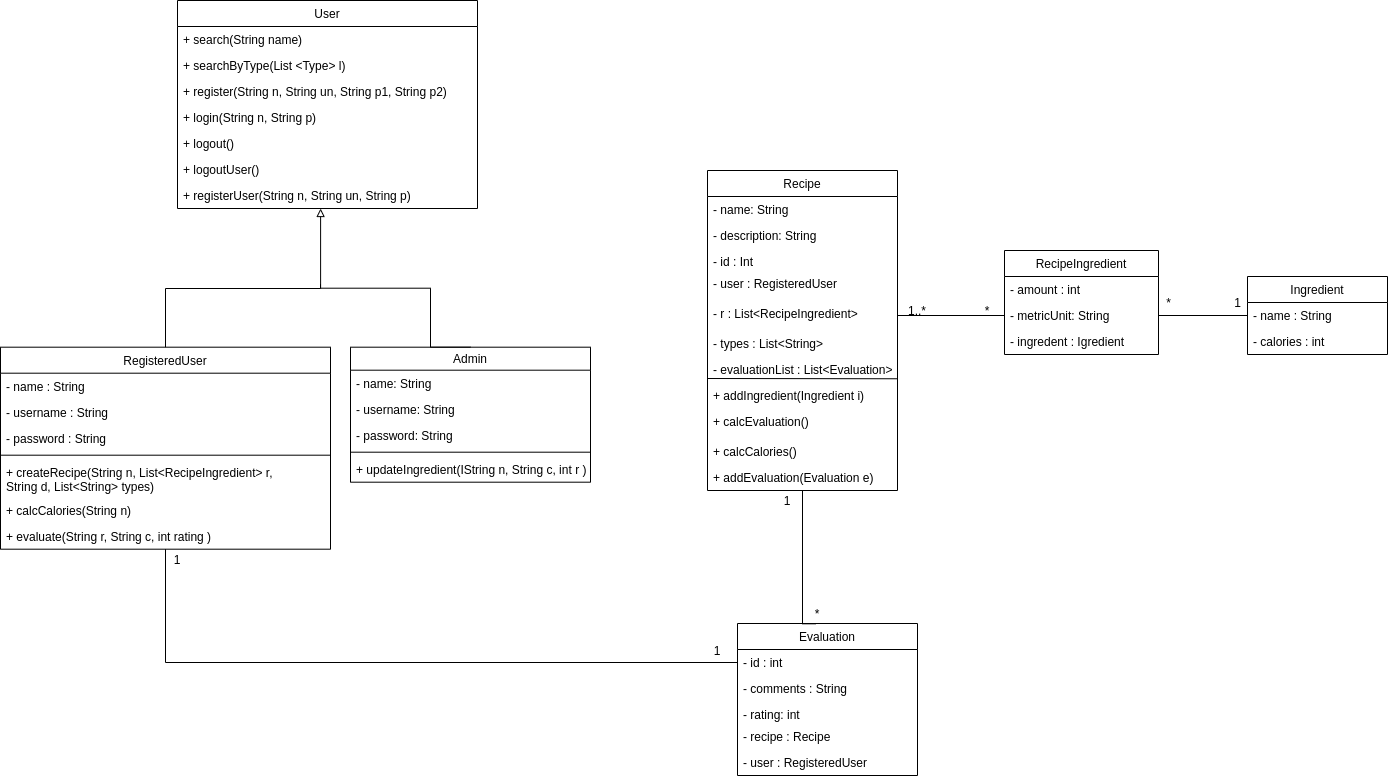 User
+ search(String name)
+ searchByType(List <Type> l)
+ register(String n, String un, String p1, String p2)
+ login(String n, String p)
+ logout()
+ logoutUser()
+ registerUser(String n, String un, String p)
RegisteredUser
- name : String
- username : String
- password : String
+ createRecipe(String n, List<RecipeIngredient> r,
String d, List<String> types)
+ calcCalories(String n)
+ evaluate(String r, String c, int rating )
1
Admin
- name: String
- username: String
- password: String
+ updateIngredient(IString n, String c, int r )
Recipe
- name: String
- description: String
- id : Int
- user : RegisteredUser
- r : List<RecipeIngredient>
- types : List<String>
- evaluationList : List<Evaluation>
+ addIngredient(Ingredient i)
+ calcEvaluation()
+ calcCalories()
+ addEvaluation(Evaluation e)
1..*
*
RecipeIngredient
- amount : int
- metricUnit: String
- ingredent : Igredient
*
1
Ingredient
- name : String
- calories : int
1
*
1
Evaluation
- id : int
- comments : String
- rating: int
- recipe : Recipe
- user : RegisteredUser